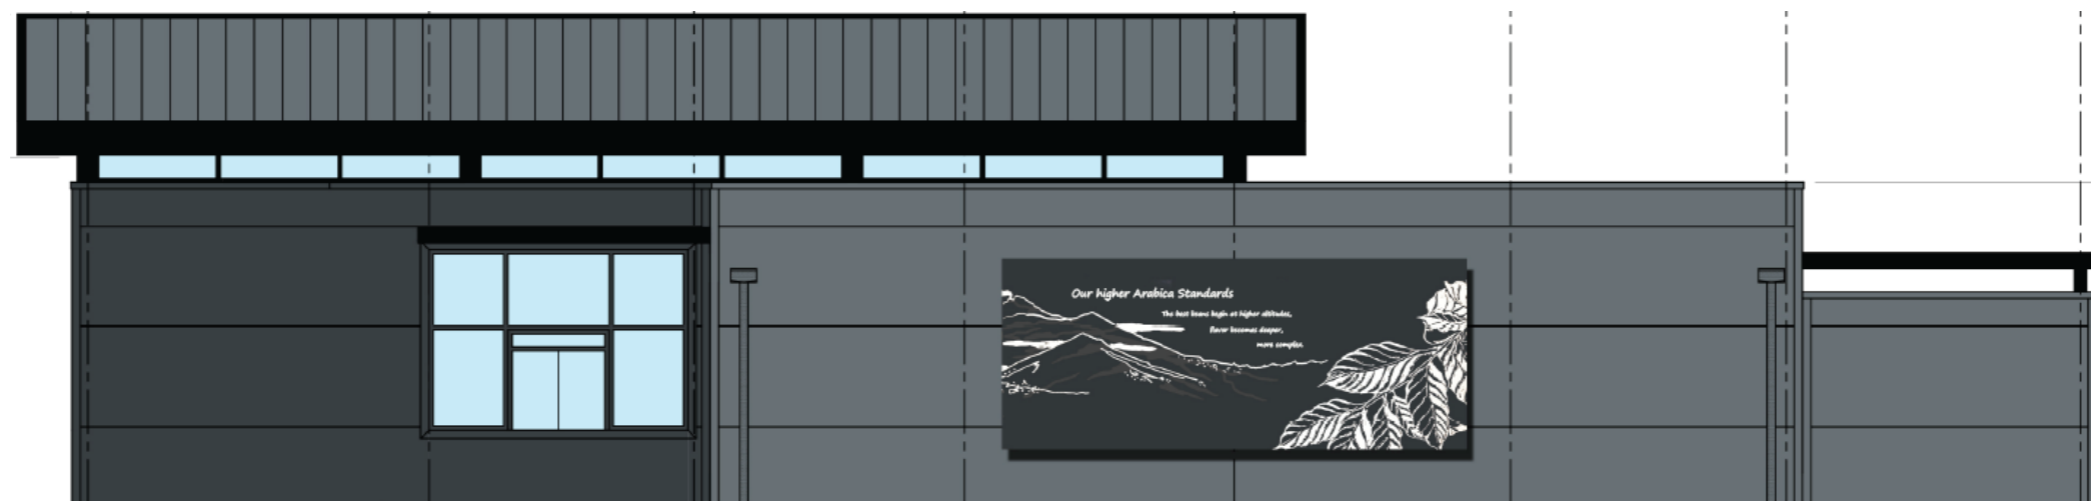 Our higher Arabica Standards
The best beans begin at higher altitudes,
flavor becomes deeper,
more complex.